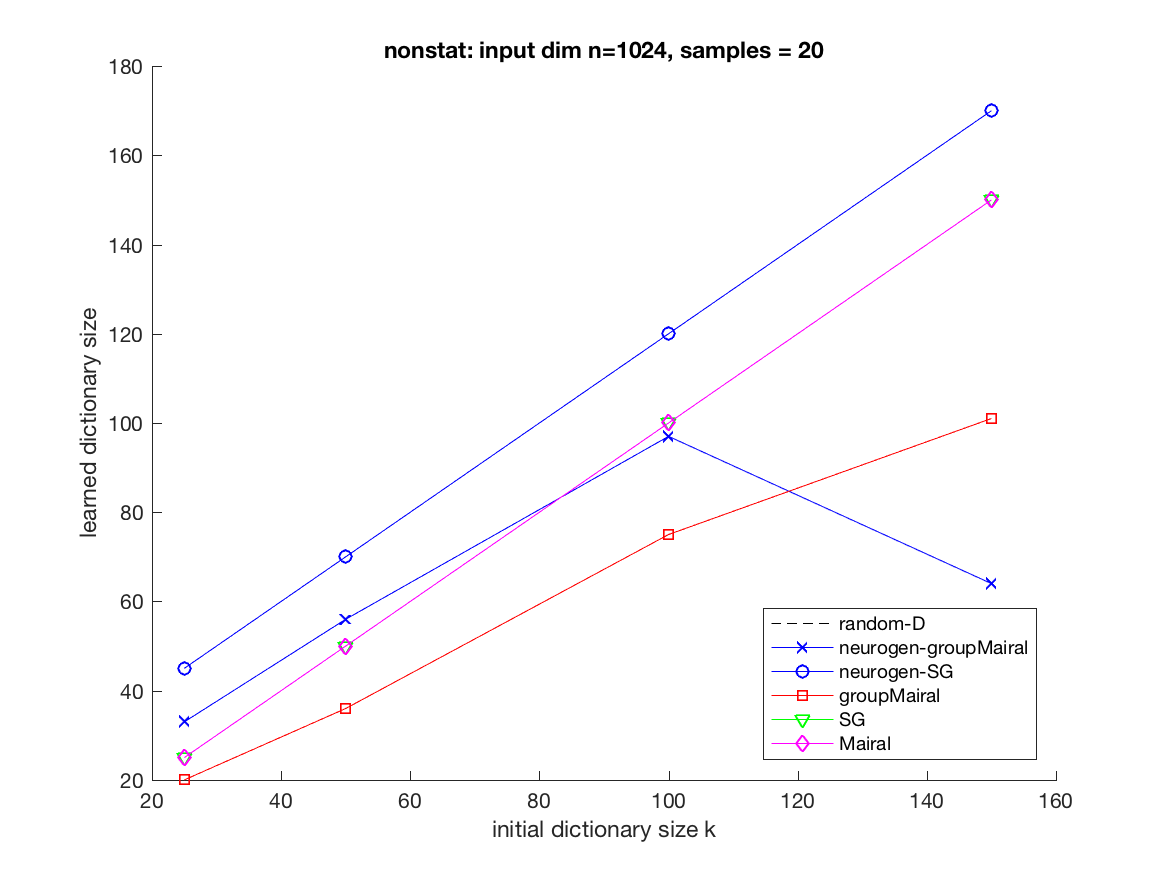 nonstat: input dim n=1024, samples = 20
180
160
140
120
100
80
60
40
20
learned dictionary size
20 40 60 80 100 120 140 160
initial dictionary size k
random-D
neurogen-groupMairal
neurogen-SG
groupMairal
SG
Mairal